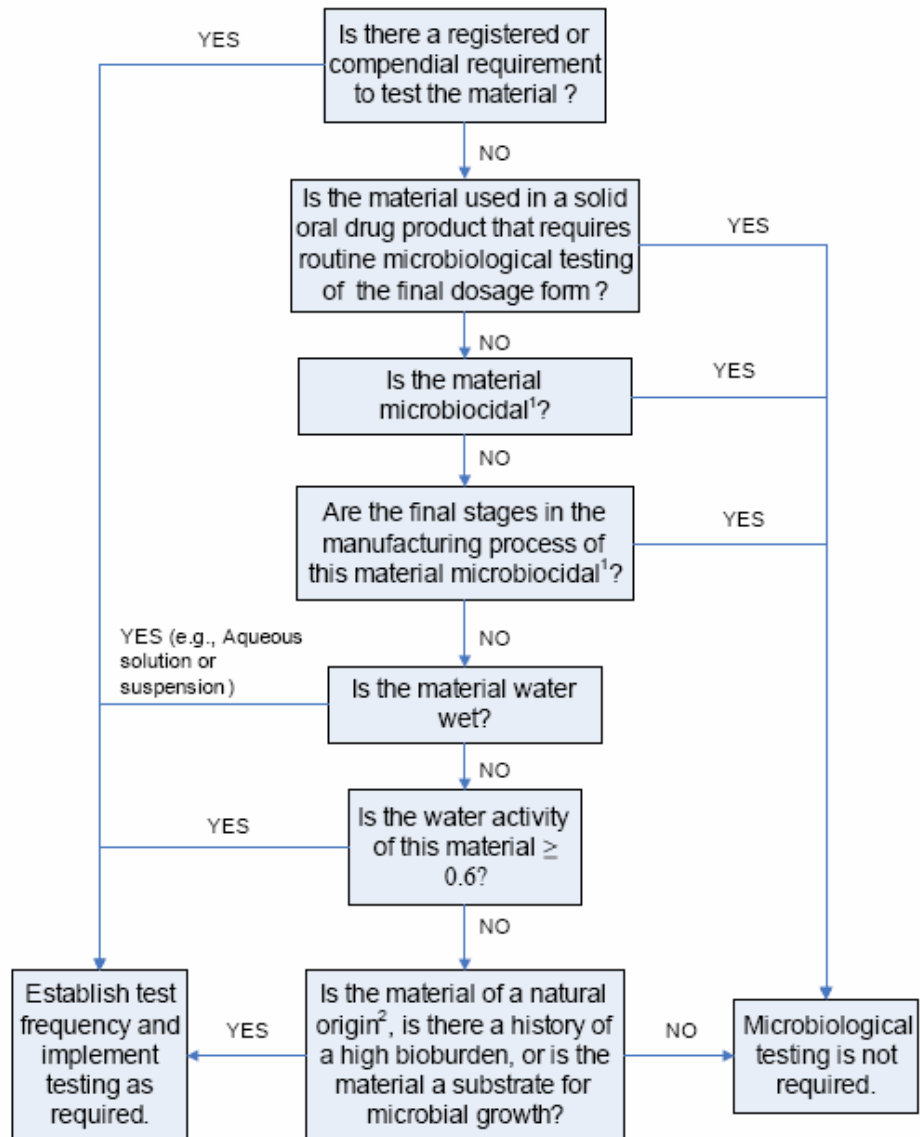 YES
Is there a registered or
compendial requirement
to test the material ?
NO
Is the material used in a solid
oral drug product that requires
routine microbiological testing
of the final dosage form ?
YES
NO
Is the material
microbiocidal¹?
YES
NO
Are the final stages in the
manufacturing process of
this material microbiocidal¹?
YES
NO
YES (e.g., Aqueous
solution or
suspension )
Is the material water
wet?
NO
YES
Is the water activity
of this material ≥
0.6?
NO
Establish test
frequency and
implement
testing as
required.
YES
Is the material of a natural
origin², is there a history of
a high bioburden, or is the
material a substrate for
microbial growth?
NO
Microbiological
testing is not
required.